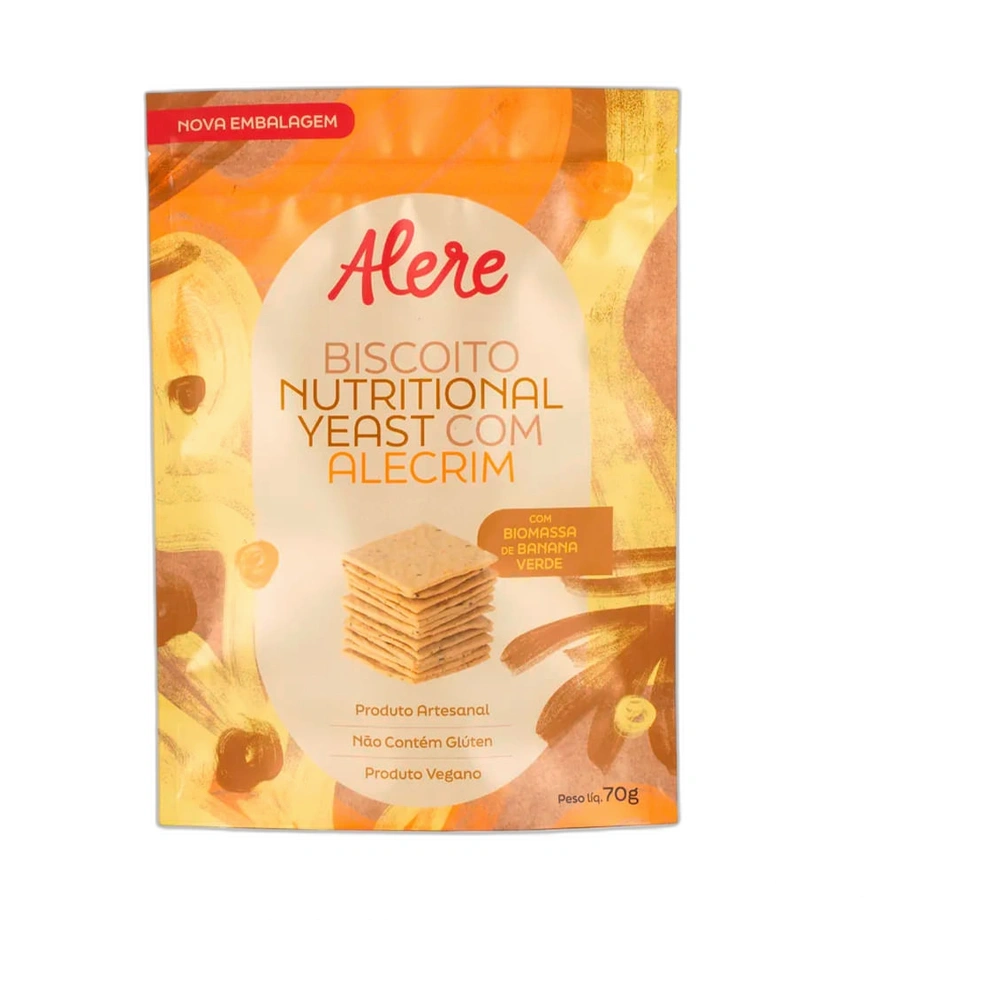 NOVA EMBALAGEM
Alere
BISCOITO
NUTRITIONAL
YEAST COM
ALECRIM
COM
BIOMASSA
DE BANANA
VERDE
Produto Artesanal
Não Contém Glúten
Produto Vegano
Peso líq. 70g